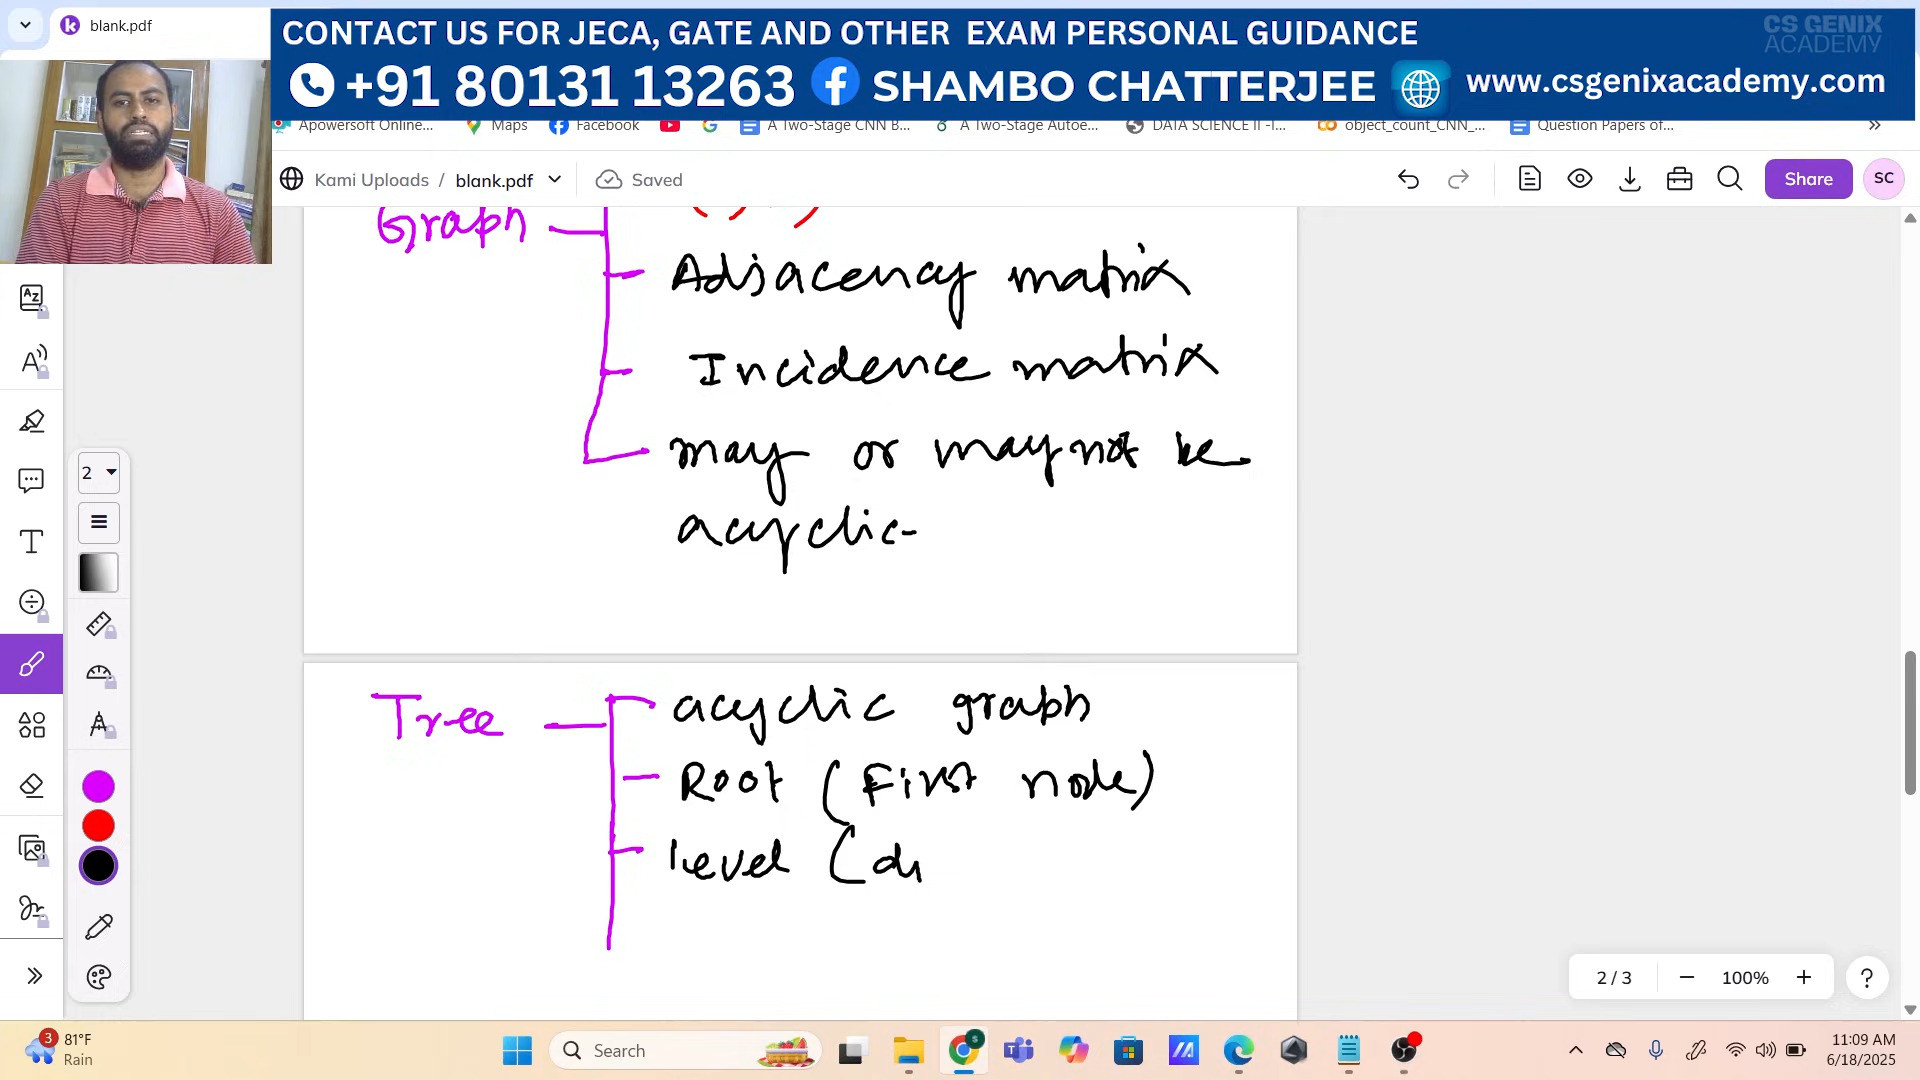 blank.pdf
CONTACT US FOR JECA, GATE AND OTHER EXAM PERSONAL GUIDANCE
CS GENIX
ACADEMY
+91 80131 13263 SHAMBO CHATTERJEE www.csgenixacademy.com
Apowersoft Online... Maps Facebook A Two-Stage CNN B... A Two-Stage Autoe... DATA SCIENCE II -I... object_count_CNN_... Question Papers of...
Kami Uploads / blank.pdf Saved Share SC
Graph
Adjacency matrix
Incidence matrix
may or may not be
acyclic
2
Tree acyclic graph
Root (First node)
Level (
2 / 3 100% ?
3
81°F
Rain
Search
11:09 AM
6/18/2025